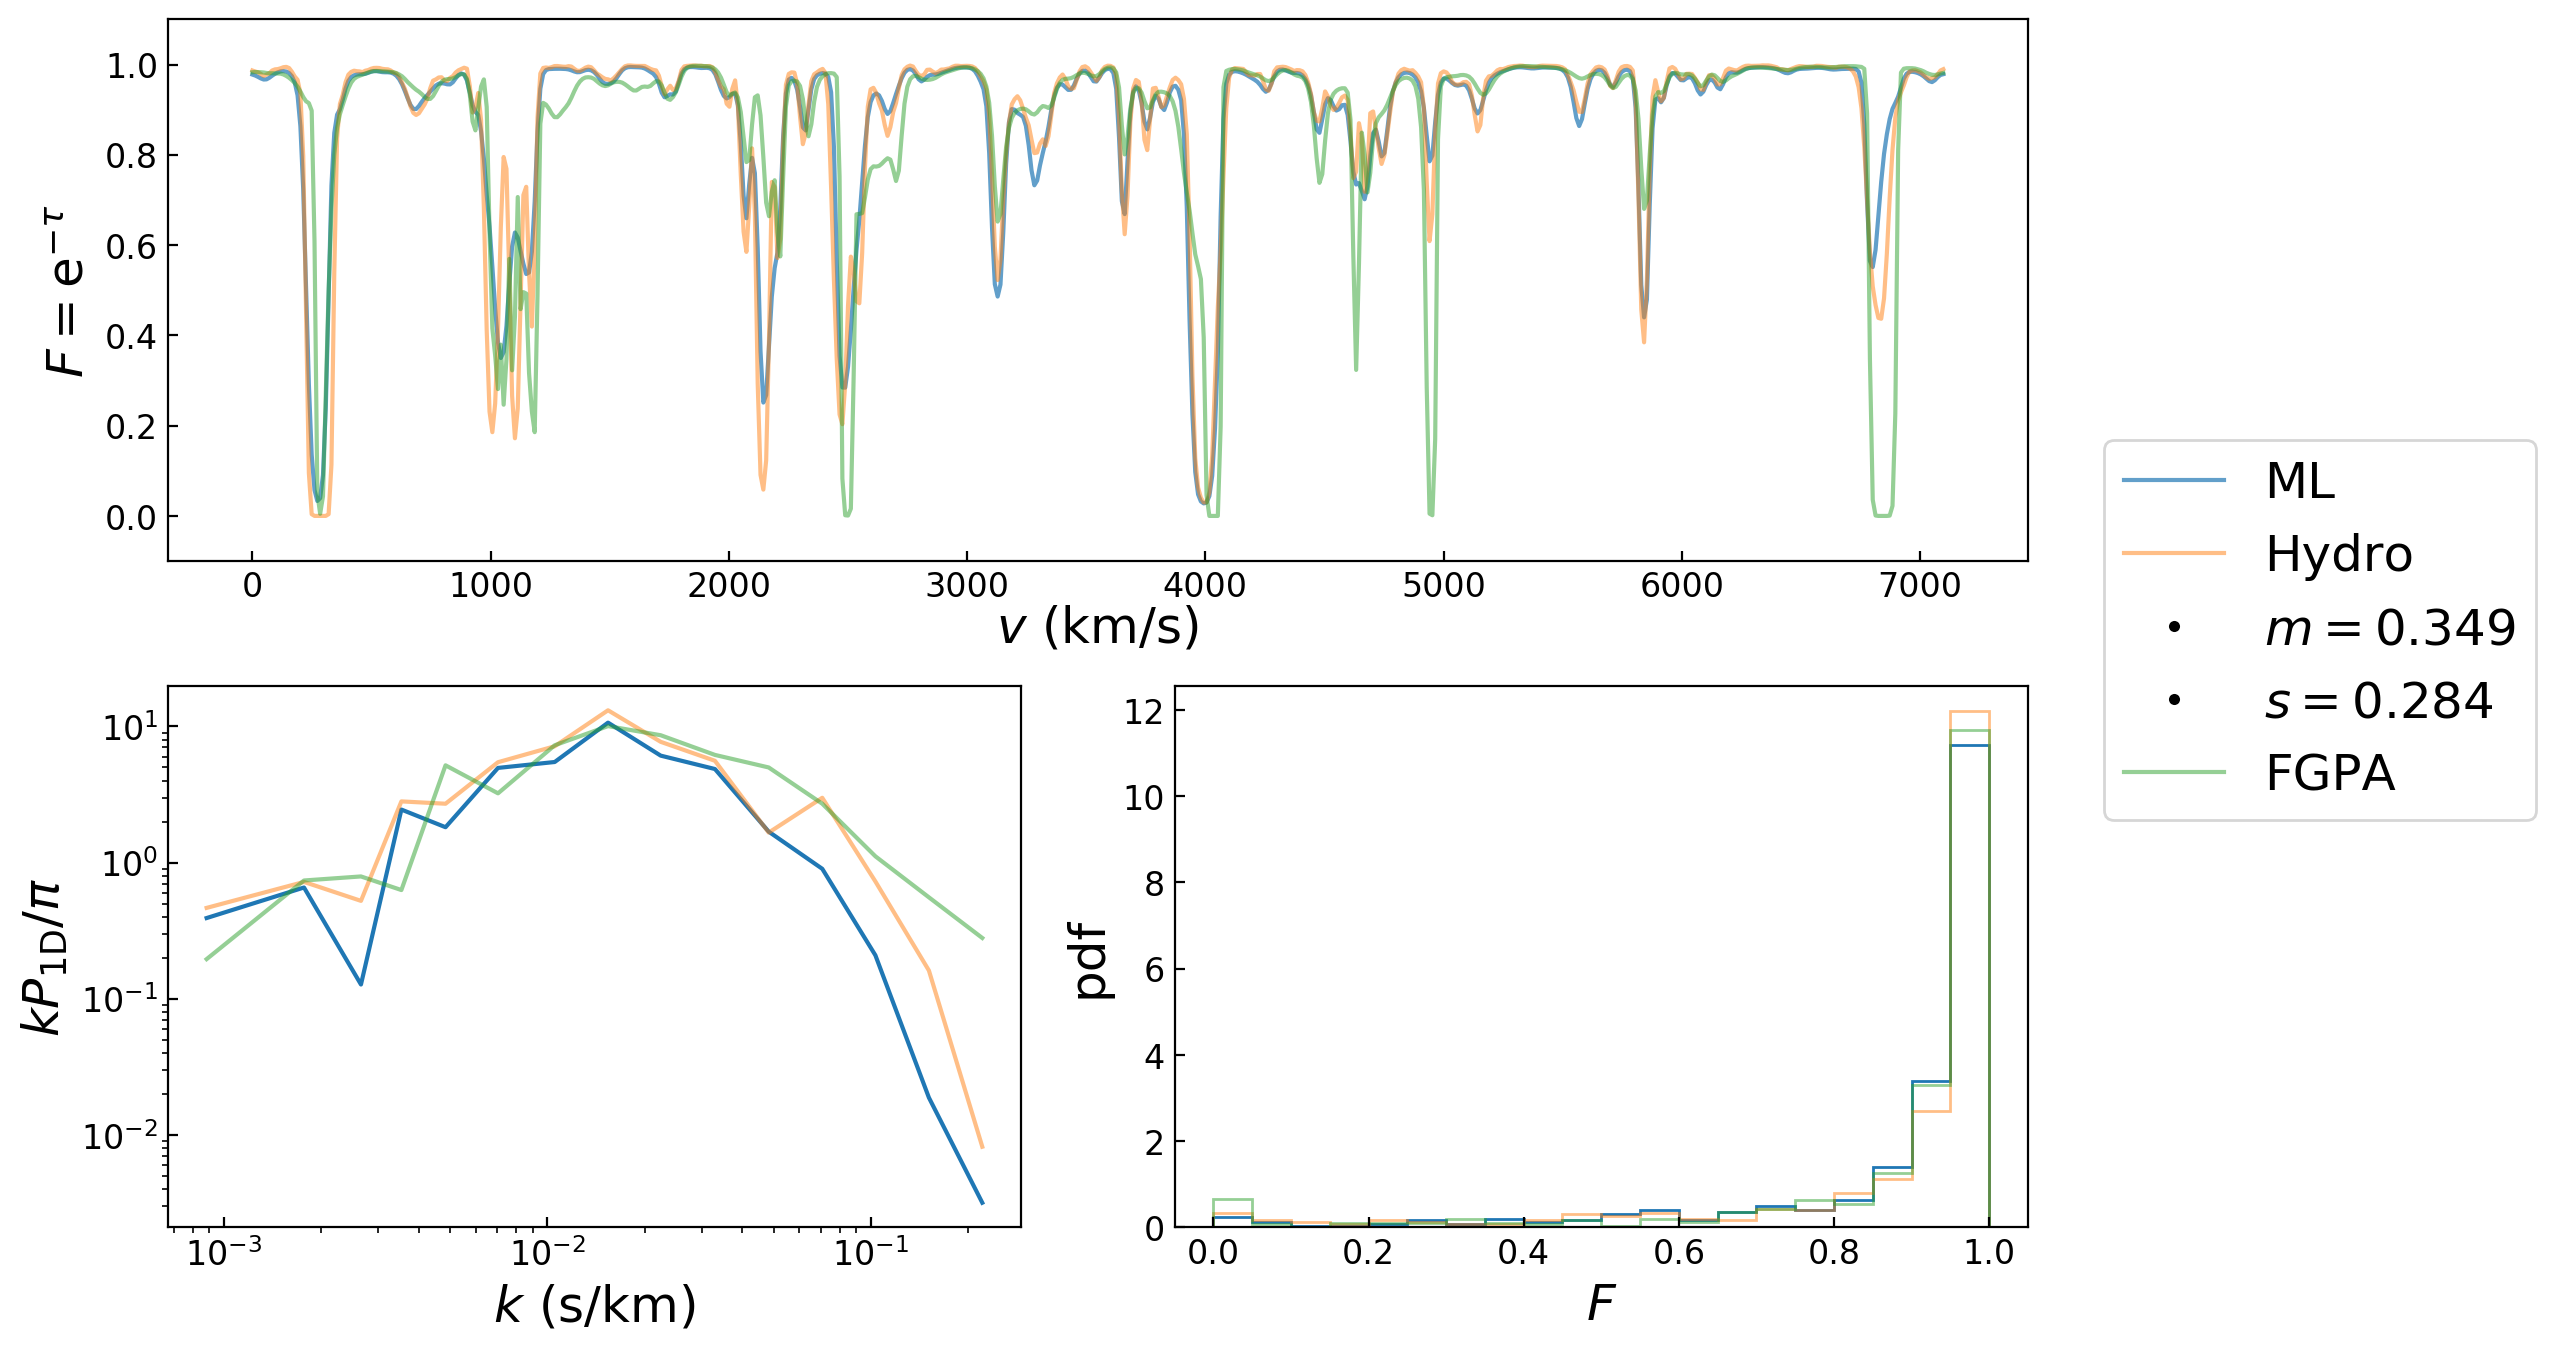 F = e^{−τ}
1.0
0.8
0.6
0.4
0.2
0.0
0 1000 2000 3000 4000 5000 6000 7000
v (km/s)
ML
Hydro
m = 0.349
s = 0.284
FGPA
kP_{1D}/π
10^1
10^0
10^{−1}
10^{−2}
10^{−3} 10^{−2} 10^{−1}
k (s/km)
pdf
12
10
8
6
4
2
0
0.0 0.2 0.4 0.6 0.8 1.0
F